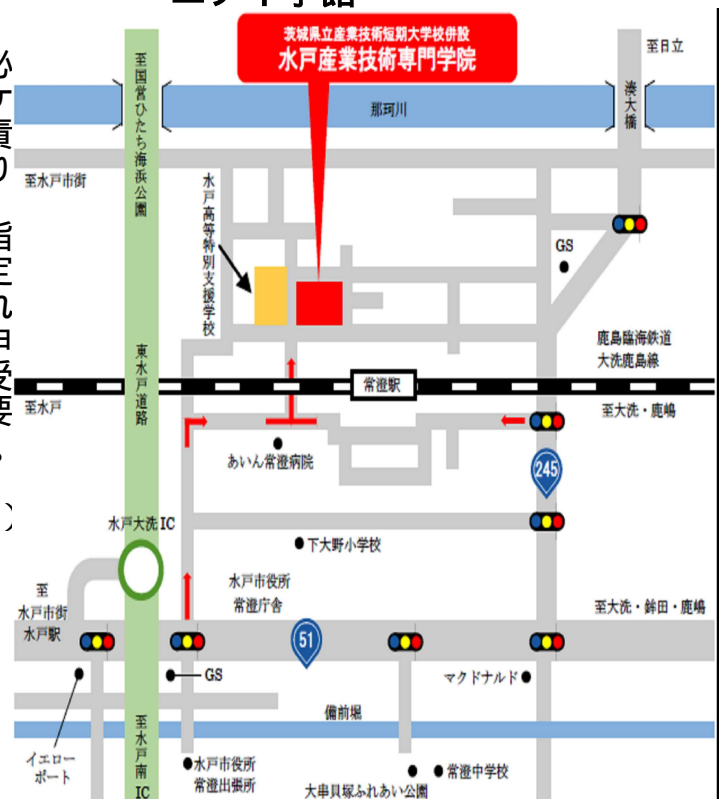 茨城県立産業技術短期大学校併設
水戸産業技術専門学院
至日立
至国営ひたち海浜公園
那珂川
湊大橋
至水戸市街
水戸高等特別支援学校
GS
鹿島臨海鉄道
大洗鹿島線
東水戸道路
常澄駅
至水戸
至大洗・鹿嶋
あいん常澄病院
245
水戸大洗IC
下大野小学校
水戸市役所
常澄庁舎
至
水戸市街
水戸駅
至大洗・鉾田・鹿嶋
51
GS
マクドナルド
備前堀
至水戸南IC
イエロー
ポート
水戸市役所
常澄出張所
常澄中学校
大串貝塚ふれあい公園